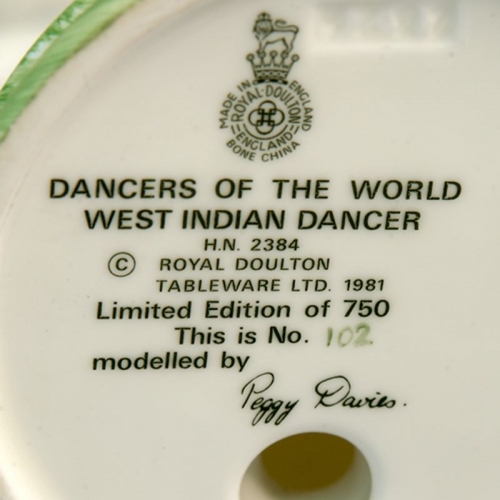 MADE IN ENGLAND
ROYAL·DOULTON
ENGLAND
BONE CHINA
DANCERS OF THE WORLD
WEST INDIAN DANCER
H.N. 2384
© ROYAL DOULTON
TABLEWARE LTD. 1981
Limited Edition of 750
This is No. 102
modelled by
Peggy Davies.